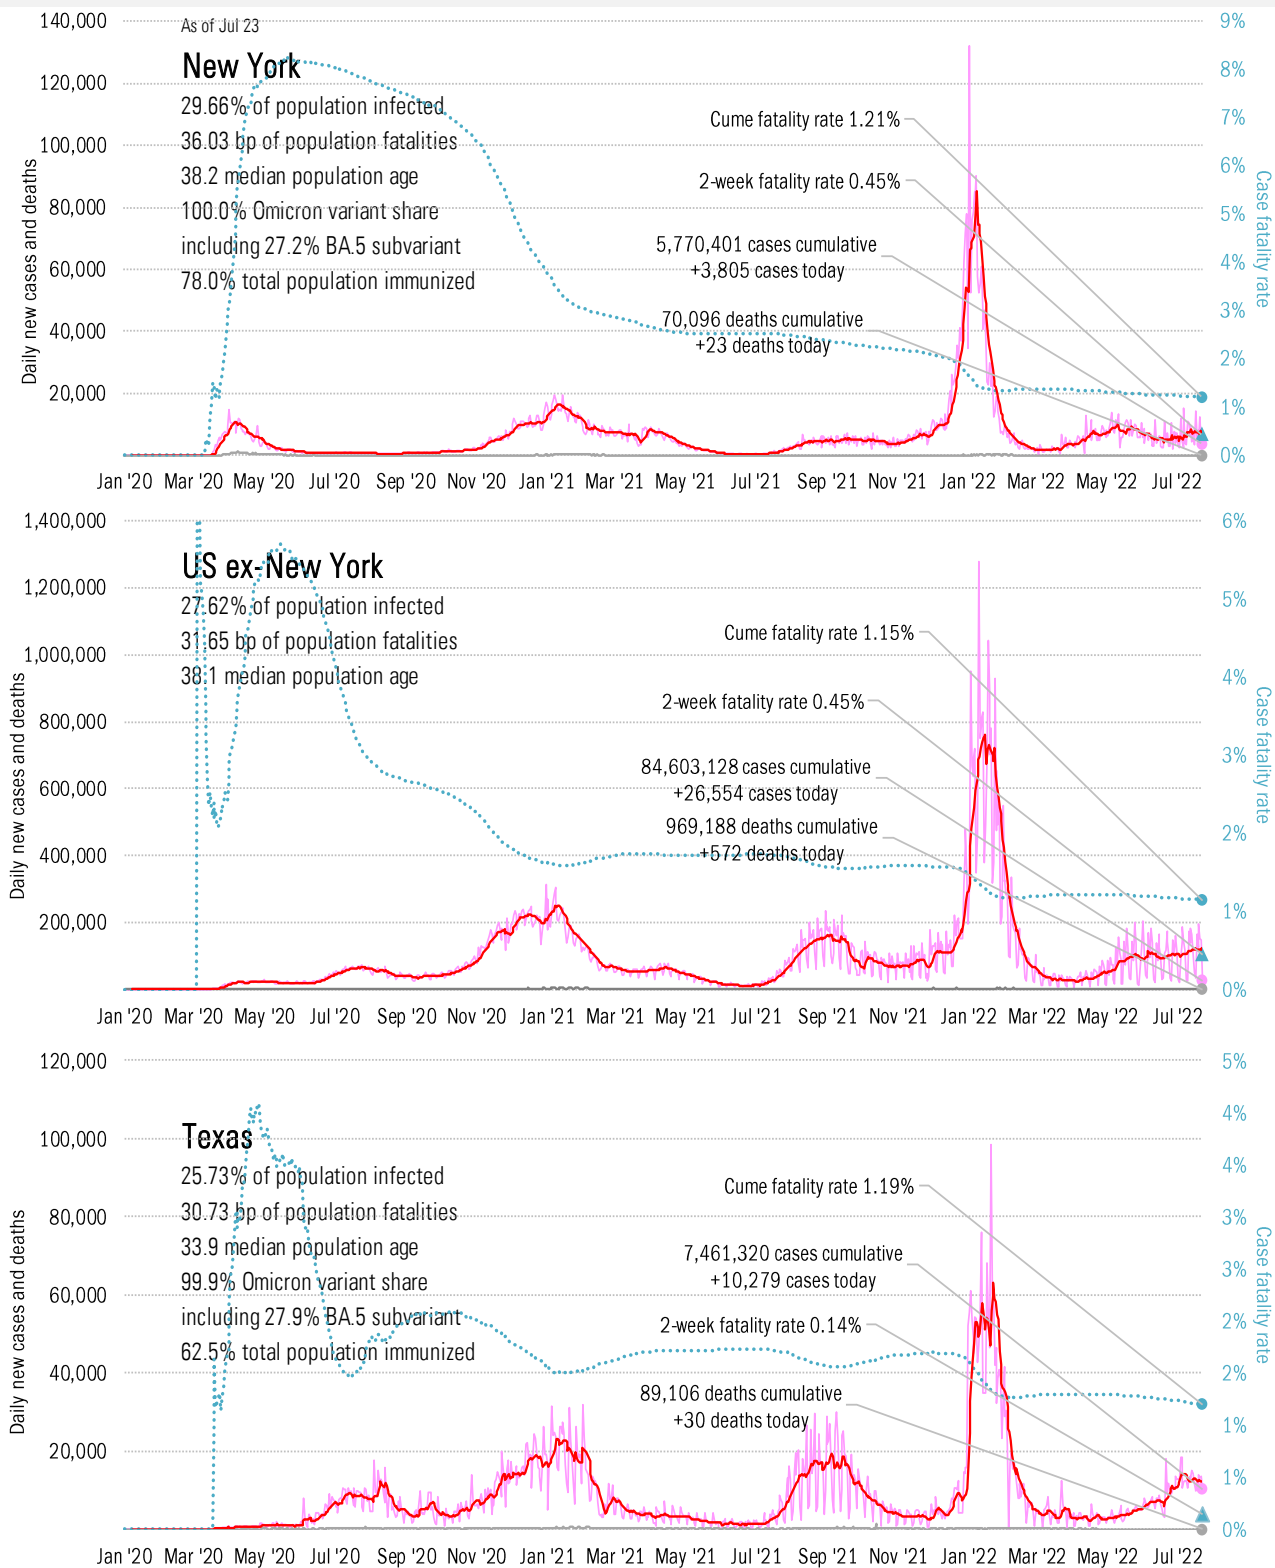 As of Jul 23
New York
29.66% of population infected
36.03 bp of population fatalities
38.2 median population age
100.0% Omicron variant share
including 27.2% BA.5 subvariant
78.0% total population immunized
Cume fatality rate 1.21%
2-week fatality rate 0.45%
5,770,401 cases cumulative
+3,805 cases today
70,096 deaths cumulative
+23 deaths today
Daily new cases and deaths
140,000
120,000
100,000
80,000
60,000
40,000
20,000
9%
8%
7%
6%
5%
4%
3%
2%
1%
0%
Case fatality rate
Jan '20 Mar '20 May '20 Jul '20 Sep '20 Nov '20 Jan '21 Mar '21 May '21 Jul '21 Sep '21 Nov '21 Jan '22 Mar '22 May '22 Jul '22
US ex-New York
27.62% of population infected
31.65 bp of population fatalities
38.1 median population age
Cume fatality rate 1.15%
2-week fatality rate 0.45%
84,603,128 cases cumulative
+26,554 cases today
969,188 deaths cumulative
+572 deaths today
Daily new cases and deaths
1,400,000
1,200,000
1,000,000
800,000
600,000
400,000
200,000
6%
5%
4%
3%
2%
1%
0%
Case fatality rate
Jan '20 Mar '20 May '20 Jul '20 Sep '20 Nov '20 Jan '21 Mar '21 May '21 Jul '21 Sep '21 Nov '21 Jan '22 Mar '22 May '22 Jul '22
Texas
25.73% of population infected
30.73 bp of population fatalities
33.9 median population age
99.9% Omicron variant share
including 27.9% BA.5 subvariant
62.5% total population immunized
Cume fatality rate 1.19%
7,461,320 cases cumulative
+10,279 cases today
2-week fatality rate 0.14%
89,106 deaths cumulative
+30 deaths today
Daily new cases and deaths
120,000
100,000
80,000
60,000
40,000
20,000
5%
4%
4%
3%
3%
2%
2%
1%
1%
0%
Case fatality rate
Jan '20 Mar '20 May '20 Jul '20 Sep '20 Nov '20 Jan '21 Mar '21 May '21 Jul '21 Sep '21 Nov '21 Jan '22 Mar '22 May '22 Jul '22